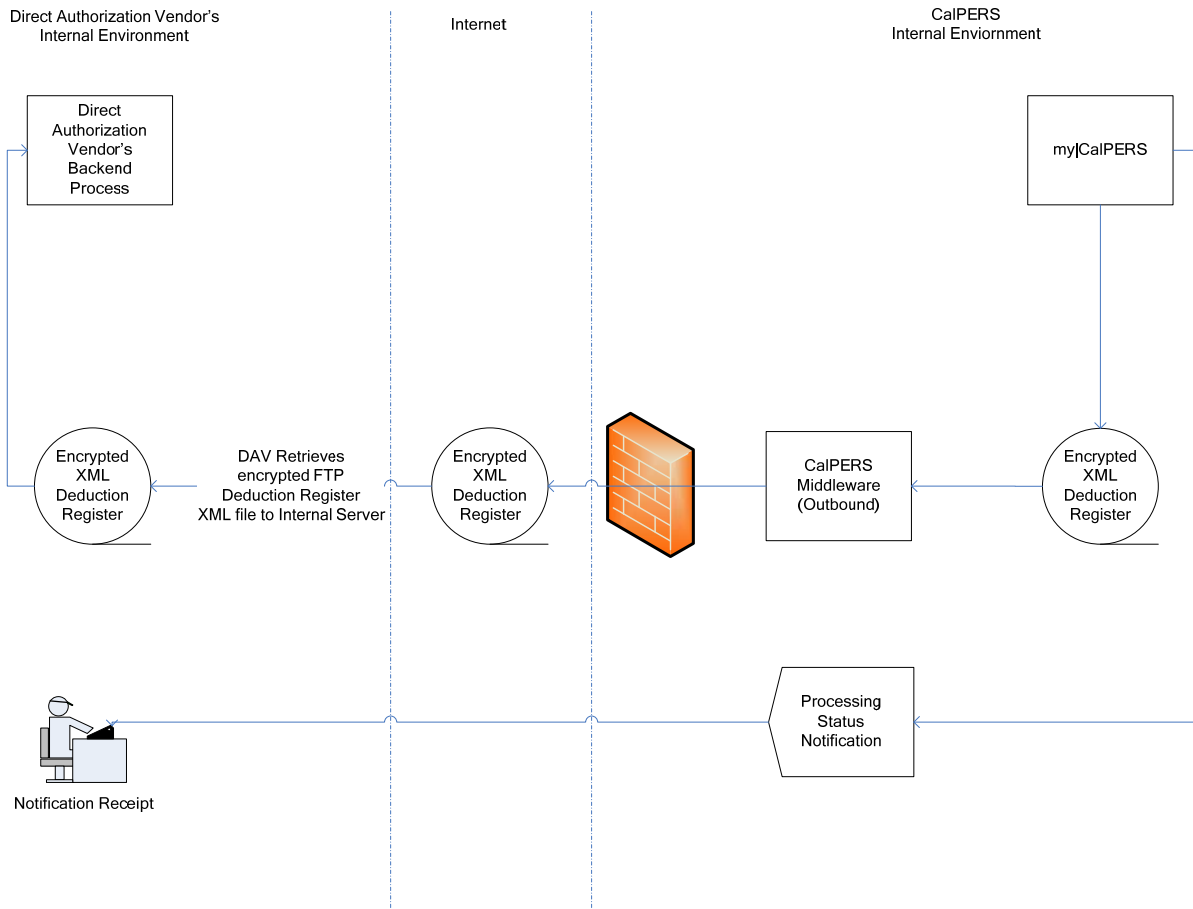 Direct Authorization Vendor's
Internal Environment
Internet
CalPERS
Internal Enviornment
Direct
Authorization
Vendor's
Backend
Process
my|CalPERS
Encrypted
XML
Deduction
Register
DAV Retrieves
encrypted FTP
Deduction Register
XML file to Internal Server
Encrypted
XML
Deduction
Register
CalPERS
Middleware
(Outbound)
Encrypted
XML
Deduction
Register
Processing
Status
Notification
Notification Receipt